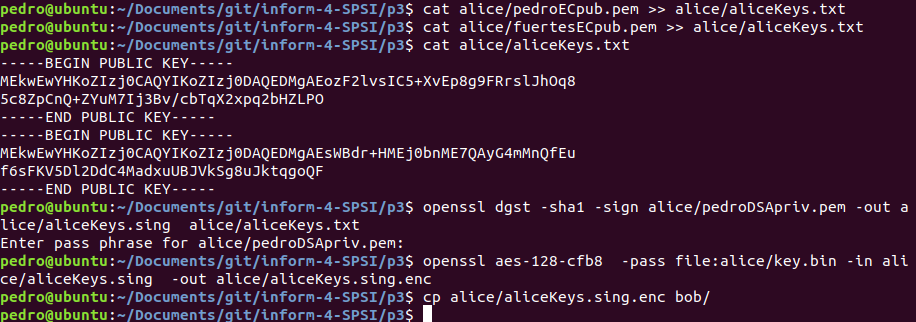 pedro@ubuntu:~/Documents/git/inform-4-SPSI/p3$ cat alice/pedroECpub.pem >> alice/aliceKeys.txt
pedro@ubuntu:~/Documents/git/inform-4-SPSI/p3$ cat alice/fuertesECpub.pem >> alice/aliceKeys.txt
pedro@ubuntu:~/Documents/git/inform-4-SPSI/p3$ cat alice/aliceKeys.txt
-----BEGIN PUBLIC KEY-----
MEkwEwYHKoZIzj0CAQYIKoZIzj0DAQEDMgAEozF2lvsIC5+XvEp8g9FRrslJhOq8
5c8ZpCnQ+ZYuM7Ij3Bv/cbTqX2xpq2bHZLPO
-----END PUBLIC KEY-----
-----BEGIN PUBLIC KEY-----
MEkwEwYHKoZIzj0CAQYIKoZIzj0DAQEDMgAEsWBdr+HMEj0bnME7QAyG4mMnQfEu
f6sFKV5Dl2DdC4MadxuUBJVkSg8uJktqgoQF
-----END PUBLIC KEY-----
pedro@ubuntu:~/Documents/git/inform-4-SPSI/p3$ openssl dgst -sha1 -sign alice/pedroDSApriv.pem -out a
lice/aliceKeys.sing  alice/aliceKeys.txt
Enter pass phrase for alice/pedroDSApriv.pem:
pedro@ubuntu:~/Documents/git/inform-4-SPSI/p3$ openssl aes-128-cfb8  -pass file:alice/key.bin -in ali
ce/aliceKeys.sing  -out alice/aliceKeys.sing.enc
pedro@ubuntu:~/Documents/git/inform-4-SPSI/p3$ cp alice/aliceKeys.sing.enc bob/
pedro@ubuntu:~/Documents/git/inform-4-SPSI/p3$